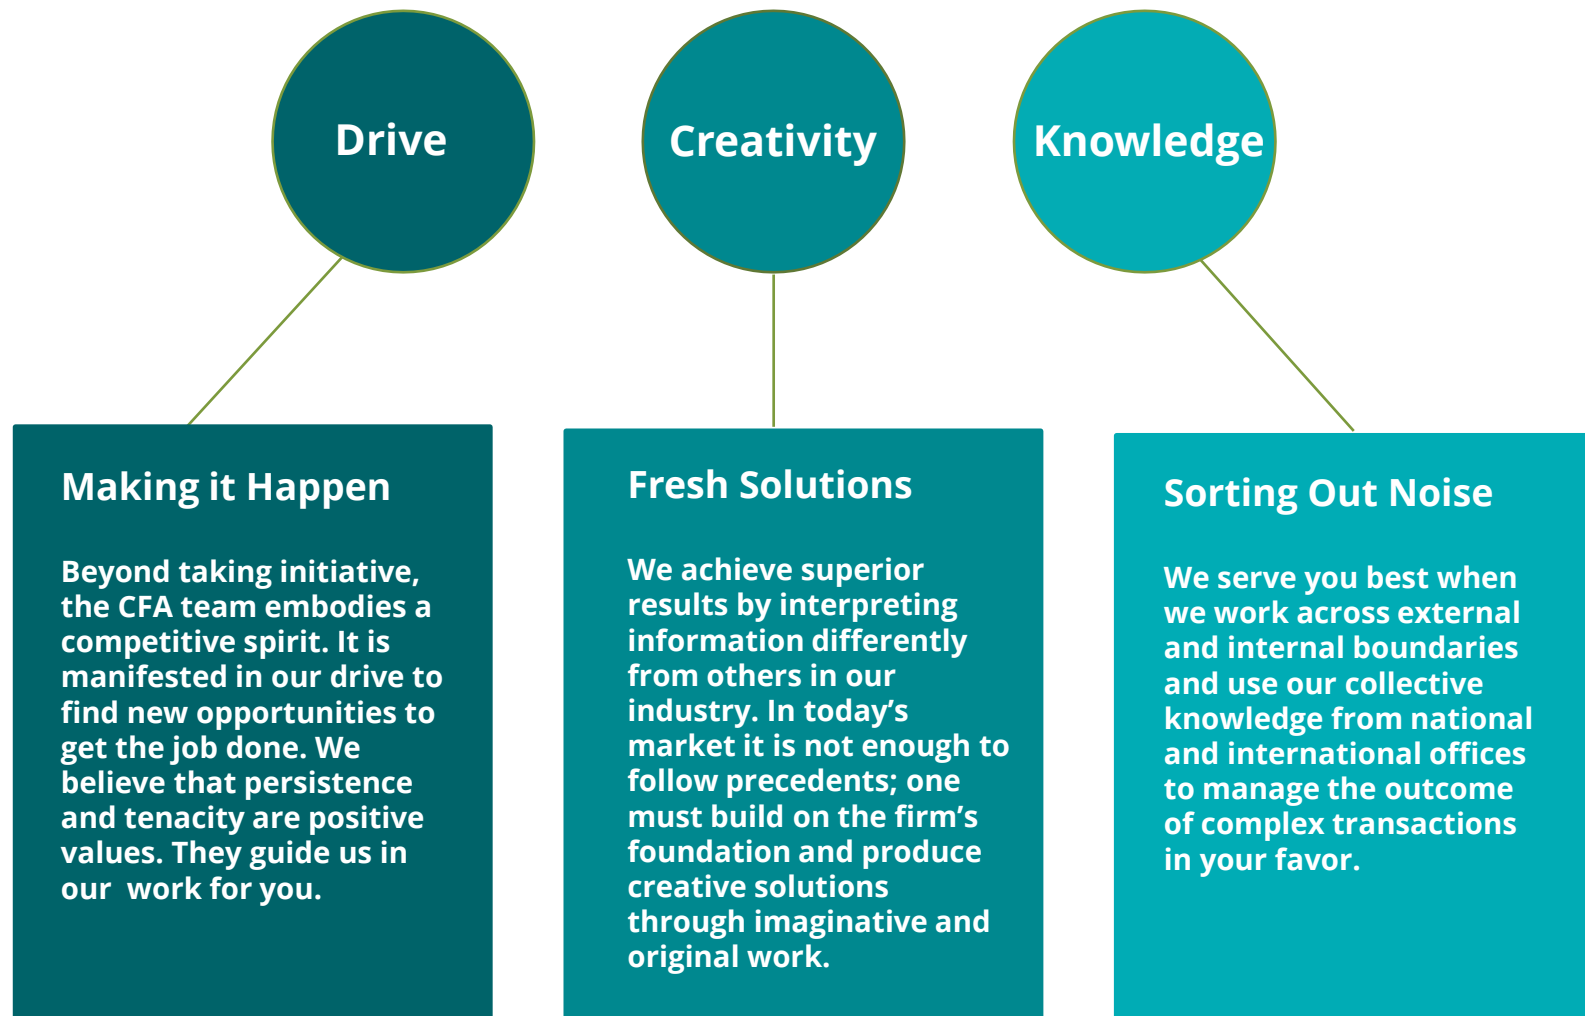 Drive
Creativity
Knowledge
Making it Happen
Beyond taking initiative,
the CFA team embodies a
competitive spirit. It is
manifested in our drive to
find new opportunities to
get the job done. We
believe that persistence
and tenacity are positive
values. They guide us in
our  work for you.
Fresh Solutions
We achieve superior
results by interpreting
information differently
from others in our
industry. In today’s
market it is not enough to
follow precedents; one
must build on the firm’s
foundation and produce
creative solutions
through imaginative and
original work.
Sorting Out Noise
We serve you best when
we work across external
and internal boundaries
and use our collective
knowledge from national
and international offices
to manage the outcome
of complex transactions
in your favor.